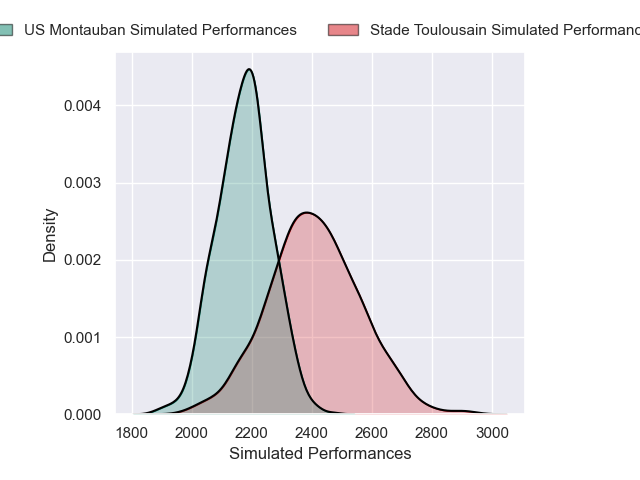 US Montauban Simulated Performances Stade Toulousain Simulated
Density
0.004
0.003
0.002
0.001
0.000
1800 2000 2200 2400 2600 2800 3000
Simulated Performances